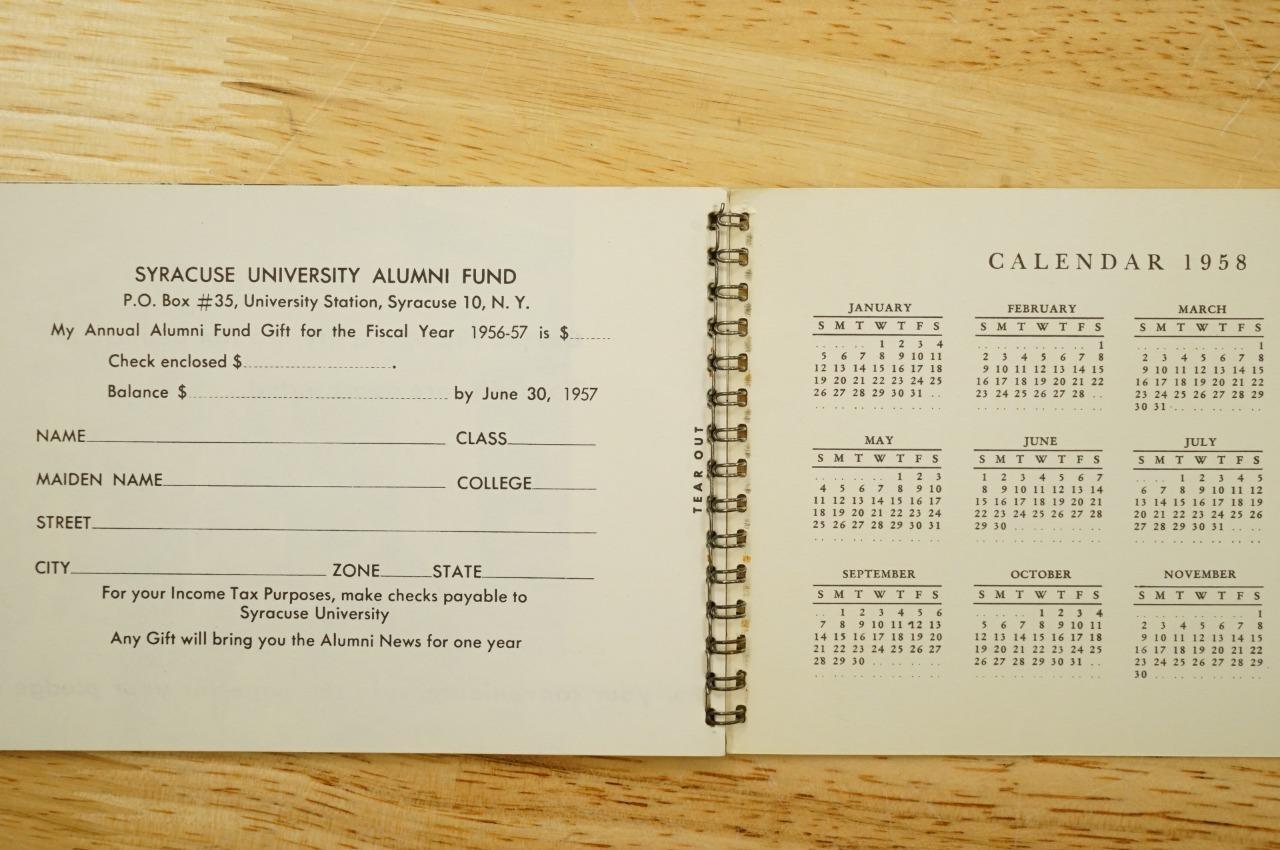 SYRACUSE UNIVERSITY ALUMNI FUND
P.O. Box #35, University Station, Syracuse 10, N. Y.
My Annual Alumni Fund Gift for the Fiscal Year 1956-57 is $......
Check enclosed $........................................
Balance $........................................ by June 30, 1957
NAME____ CLASS____
MAIDEN NAME____ COLLEGE____
STREET____
CITY____ ZONE____ STATE____
For your Income Tax Purposes, make checks payable to
Syracuse University
Any Gift will bring you the Alumni News for one year
TEAR OUT
CALENDAR 1958
JANUARY
S M T W T F S
. . . 1 2 3 4
5 6 7 8 9 10 11
12 13 14 15 16 17 18
19 20 21 22 23 24 25
26 27 28 29 30 31 . .
FEBRUARY
S M T W T F S
. . . . . . 1
2 3 4 5 6 7 8
9 10 11 12 13 14 15
16 17 18 19 20 21 22
23 24 25 26 27 28 . .
MARCH
S M T W T F S
. . . . . . 1
2 3 4 5 6 7 8
9 10 11 12 13 14 15
16 17 18 19 20 21 22
23 24 25 26 27 28 29
30 31 . . . . .
MAY
S M T W T F S
. . . . 1 2 3
4 5 6 7 8 9 10
11 12 13 14 15 16 17
18 19 20 21 22 23 24
25 26 27 28 29 30 31
JUNE
S M T W T F S
1 2 3 4 5 6 7
8 9 10 11 12 13 14
15 16 17 18 19 20 21
22 23 24 25 26 27 28
29 30 . . . . .
JULY
S M T W T F S
. . 1 2 3 4 5
6 7 8 9 10 11 12
13 14 15 16 17 18 19
20 21 22 23 24 25 26
27 28 29 30 31 . .
SEPTEMBER
S M T W T F S
. 1 2 3 4 5 6
7 8 9 10 11 12 13
14 15 16 17 18 19 20
21 22 23 24 25 26 27
28 29 30 . . . .
OCTOBER
S M T W T F S
. . . 1 2 3 4
5 6 7 8 9 10 11
12 13 14 15 16 17 18
19 20 21 22 23 24 25
26 27 28 29 30 31 .
NOVEMBER
S M T W T F S
. . . . . . 1
2 3 4 5 6 7 8
9 10 11 12 13 14 15
16 17 18 19 20 21 22
23 24 25 26 27 28 29
30 . . . . . .